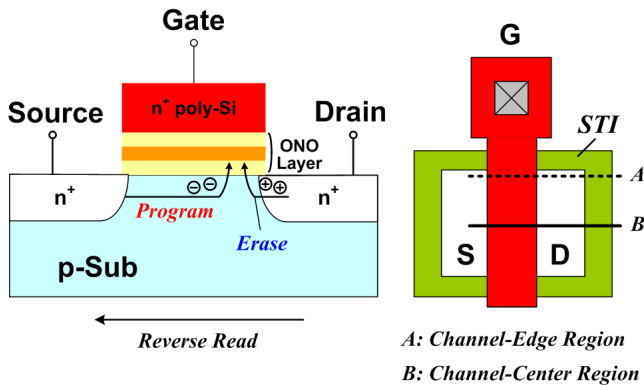 Gate
n+ poly-Si
Source
Drain
ONO
Layer
n+
⊖ ⊖
⊕ ⊕
n+
Program
Erase
p-Sub
Reverse Read
G
STI
A
B
S
D
A: Channel-Edge Region
B: Channel-Center Region